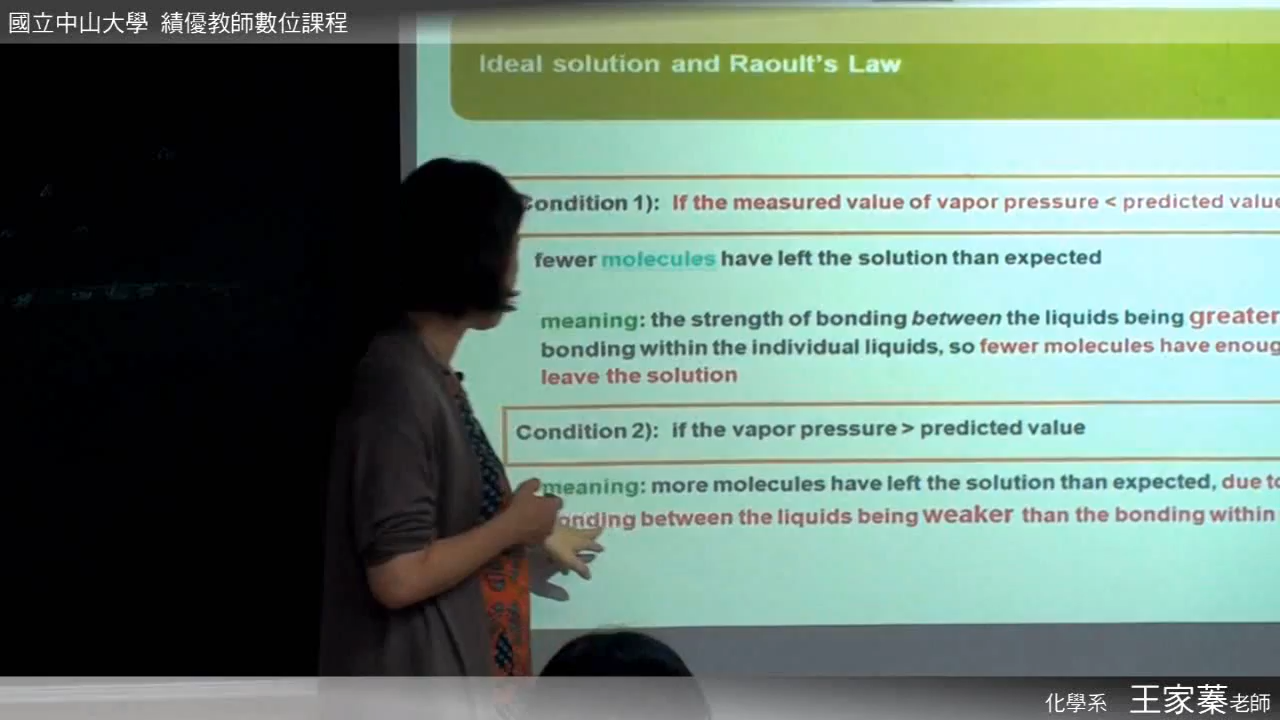 國立中山大學 績優教師數位課程
Ideal solution and Raoult's Law
Condition 1): If the measured value of vapor pressure < predicted value
fewer molecules have left the solution than expected
meaning: the strength of bonding between the liquids being greater
bonding within the individual liquids, so fewer molecules have enoug
leave the solution
Condition 2): if the vapor pressure > predicted value
meaning: more molecules have left the solution than expected, due to
onding between the liquids being weaker than the bonding within
化學系 王家蓁老師